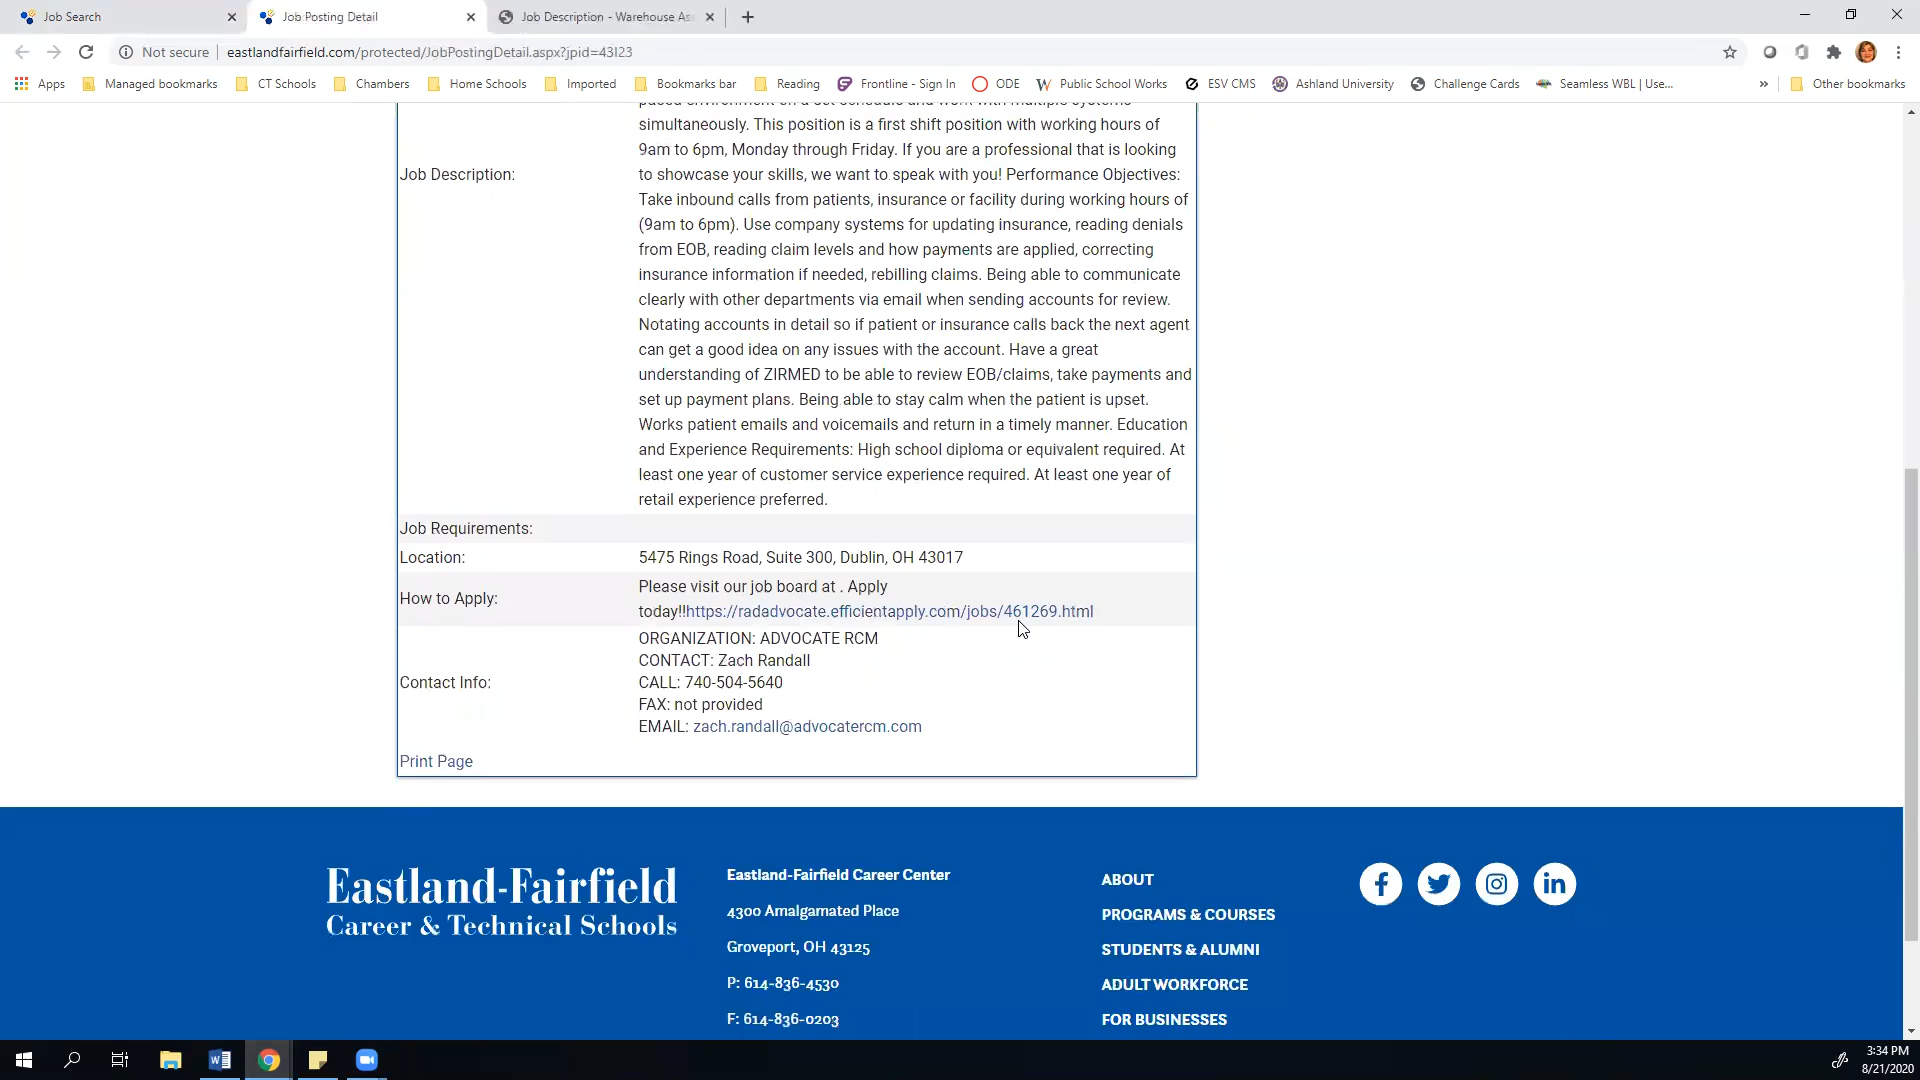 Job Search
Job Posting Detail
Job Description - Warehouse As
Not secure
eastlandfairfield.com/protected/JobPostingDetail.aspx?jpid=43123
Apps
Managed bookmarks
CT Schools
Chambers
Home Schools
Imported
Bookmarks bar
Reading
Frontline - Sign In
ODE
Public School Works
ESV CMS
Ashland University
Challenge Cards
Seamless WBL | Use...
»
Other bookmarks
paced environment on a set schedule and work with multiple systems
simultaneously. This position is a first shift position with working hours of
9am to 6pm, Monday through Friday. If you are a professional that is looking
Job Description:
to showcase your skills, we want to speak with you! Performance Objectives:
Take inbound calls from patients, insurance or facility during working hours of
(9am to 6pm). Use company systems for updating insurance, reading denials
from EOB, reading claim levels and how payments are applied, correcting
insurance information if needed, rebilling claims. Being able to communicate
clearly with other departments via email when sending accounts for review.
Notating accounts in detail so if patient or insurance calls back the next agent
can get a good idea on any issues with the account. Have a great
understanding of ZIRMED to be able to review EOB/claims, take payments and
set up payment plans. Being able to stay calm when the patient is upset.
Works patient emails and voicemails and return in a timely manner. Education
and Experience Requirements: High school diploma or equivalent required. At
least one year of customer service experience required. At least one year of
retail experience preferred.
Job Requirements:
Location:
5475 Rings Road, Suite 300, Dublin, OH 43017
How to Apply:
Please visit our job board at . Apply
today!!https://radadvocate.efficientapply.com/jobs/461269.html
Contact Info:
ORGANIZATION: ADVOCATE RCM
CONTACT: Zach Randall
CALL: 740-504-5640
FAX: not provided
EMAIL: zach.randall@advocatercm.com
Print Page
Eastland-Fairfield
Career & Technical Schools
Eastland-Fairfield Career Center
4300 Amalgamated Place
Groveport, OH 43125
P: 614-836-4530
F: 614-836-0203
ABOUT
PROGRAMS & COURSES
STUDENTS & ALUMNI
ADULT WORKFORCE
FOR BUSINESSES
3:34 PM
8/21/2020